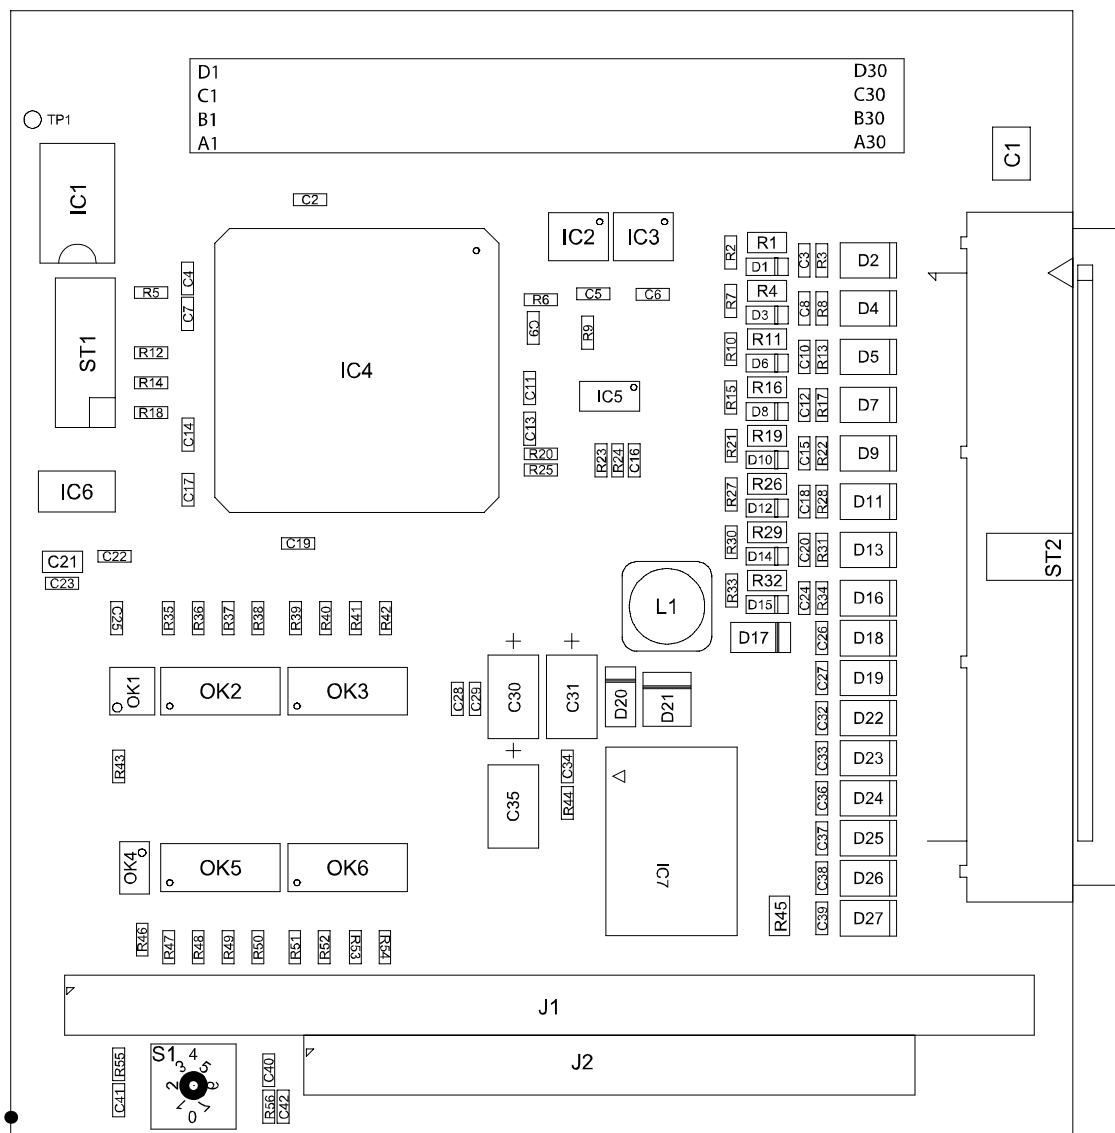 D1 D30
C1 C30
B1 B30
A1 A30
TP1
C1
IC1
C2
IC2 IC3
R2 R1 C3 R3 D2
D1
C4
R5
R6 C5 C6
R7 R4 C8 R8 D4
D3
C7
C9 R9
ST1
R12
R10 R11 C10 R13 D5
D6
IC4
R14
C11
IC5
R15 R16 C12 R17 D7
D8
R18
C14
C13
R21 R19 C15 R22 D9
D10
R20
R25
R23 R24 C16
IC6
C17
R27 R26 C18 R28 D11
D12
C19
R30 R29 C20 R31 D13
D14
ST2
C21 C22
C23
R33 R32 C24 R34 D16
D15
L1
C25 R35 R36 R37 R38 R39 R40 R41 R42
D17 C26 D18
OK1 OK2 OK3
C28 C29 C30 C31 D20 D21
C27 D19
C32 D22
R43
C34
C33 D23
R44
C35
C36 D24
C37 D25
OK4 OK5 OK6
IC7
C38 D26
R45 C39 D27
R46 R47 R48 R49 R50 R51 R52 R53 R54
J1
J2
R55 S1 C40
C41 R56 C42
0 1 2 3 4 5 6 7